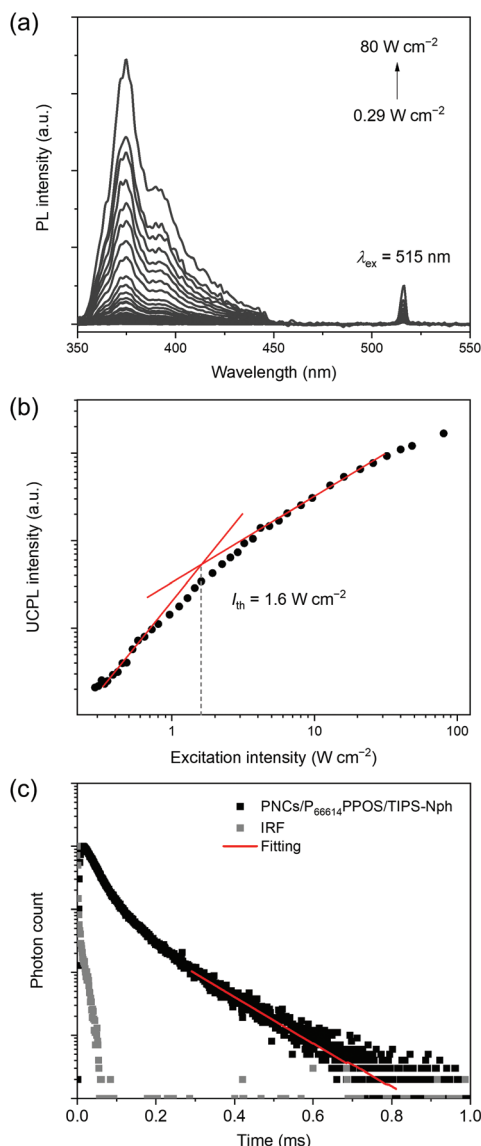 (a)
PL intensity (a.u.)
80 W cm⁻²
0.29 W cm⁻²
λex = 515 nm
350 400 450 500 550
Wavelength (nm)
(b)
UCPL intensity (a.u.)
Ith = 1.6 W cm⁻²
1 10 100
Excitation intensity (W cm⁻²)
(c)
Photon count
PNCs/P₆₆₆₁₄PPOS/TIPS-Nph
IRF
Fitting
0.0 0.2 0.4 0.6 0.8 1.0
Time (ms)